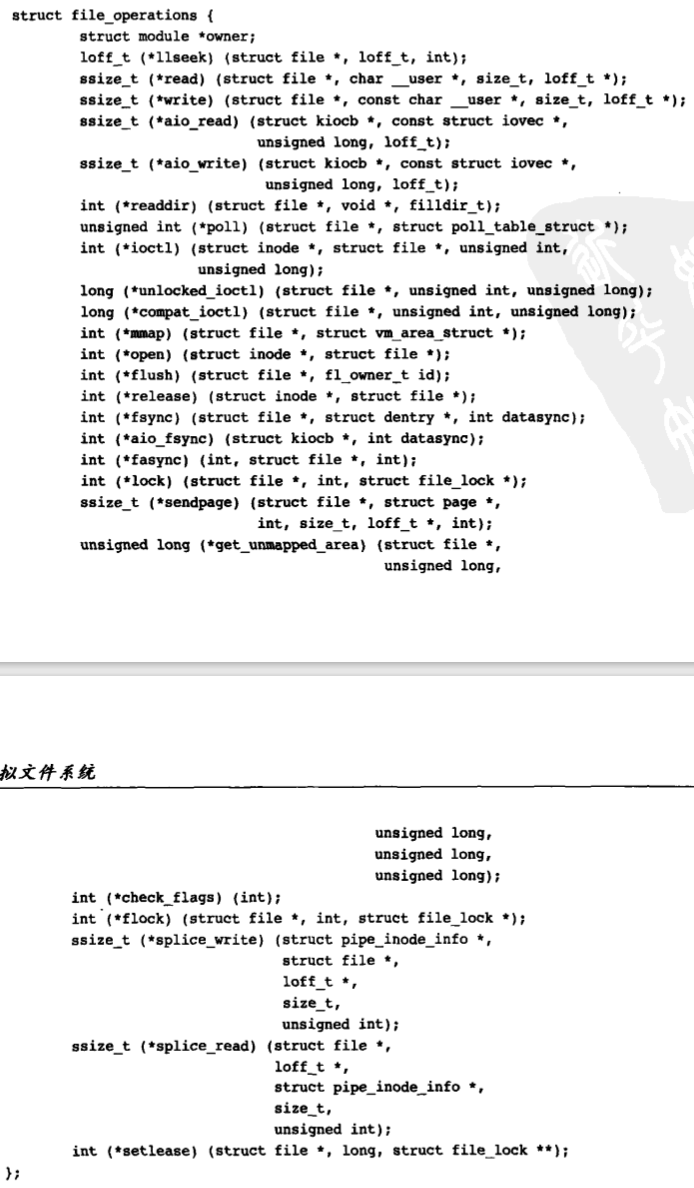 struct file_operations {
struct module *owner;
loff_t (*llseek) (struct file *, loff_t, int);
ssize_t (*read) (struct file *, char __user *, size_t, loff_t *);
ssize_t (*write) (struct file *, const char __user *, size_t, loff_t *);
ssize_t (*aio_read) (struct kiocb *, const struct iovec *,
unsigned long, loff_t);
ssize_t (*aio_write) (struct kiocb *, const struct iovec *,
unsigned long, loff_t);
int (*readdir) (struct file *, void *, filldir_t);
unsigned int (*poll) (struct file *, struct poll_table_struct *);
int (*ioctl) (struct inode *, struct file *, unsigned int,
unsigned long);
long (*unlocked_ioctl) (struct file *, unsigned int, unsigned long);
long (*compat_ioctl) (struct file *, unsigned int, unsigned long);
int (*mmap) (struct file *, struct vm_area_struct *);
int (*open) (struct inode *, struct file *);
int (*flush) (struct file *, fl_owner_t id);
int (*release) (struct inode *, struct file *);
int (*fsync) (struct file *, struct dentry *, int datasync);
int (*aio_fsync) (struct kiocb *, int datasync);
int (*fasync) (int, struct file *, int);
int (*lock) (struct file *, int, struct file_lock *);
ssize_t (*sendpage) (struct file *, struct page *,
int, size_t, loff_t *, int);
unsigned long (*get_unmapped_area) (struct file *,
unsigned long,
拟文件系统
unsigned long,
unsigned long,
unsigned long);
int (*check_flags) (int);
int (*flock) (struct file *, int, struct file_lock *);
ssize_t (*splice_write) (struct pipe_inode_info *,
struct file *,
loff_t *,
size_t,
unsigned int);
ssize_t (*splice_read) (struct file *,
loff_t *,
struct pipe_inode_info *,
size_t,
unsigned int);
int (*setlease) (struct file *, long, struct file_lock **);
};